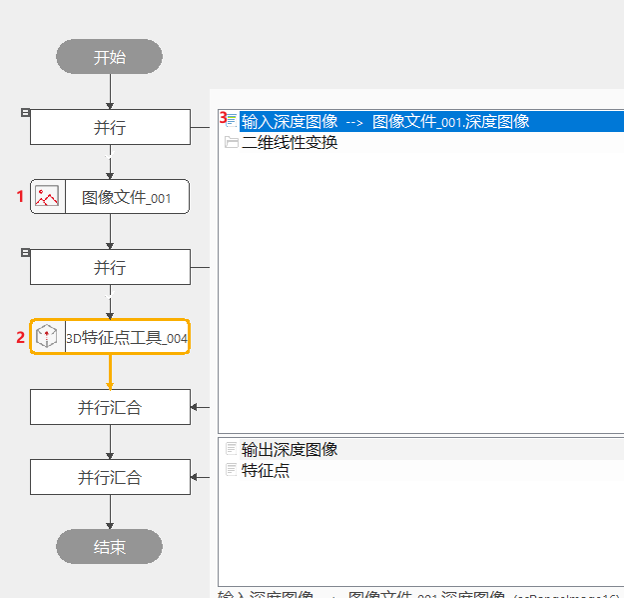 开始
并行
1 图像文件_001
并行
2 3D特征点工具_004
并行汇合
并行汇合
结束
3 输入深度图像 --> 图像文件_001.深度图像
二维线性变换
输出深度图像
特征点
输入深度图像 --> 图像文件_001.深度图像